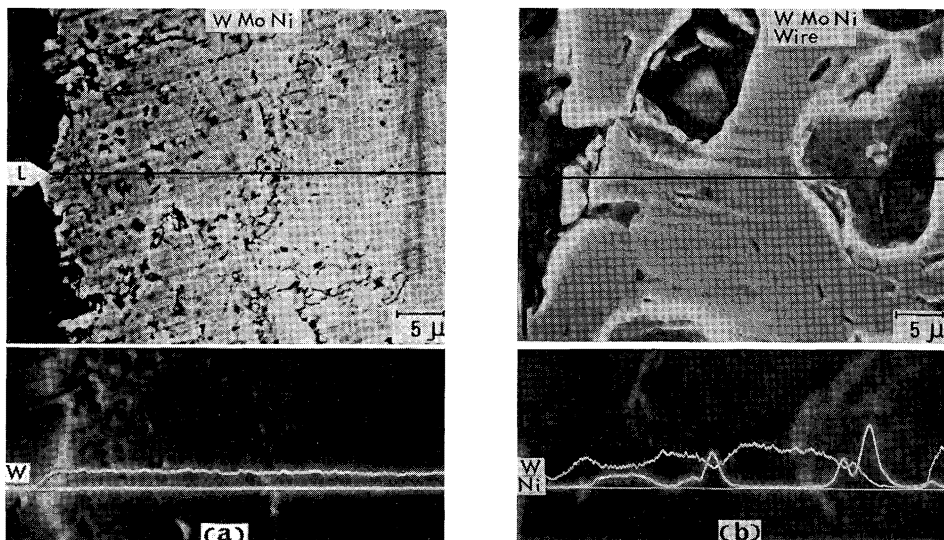 W Mo Ni
L
5 μ
W
(a)
W Mo Ni
Wire
5 μ
W
Ni
(b)